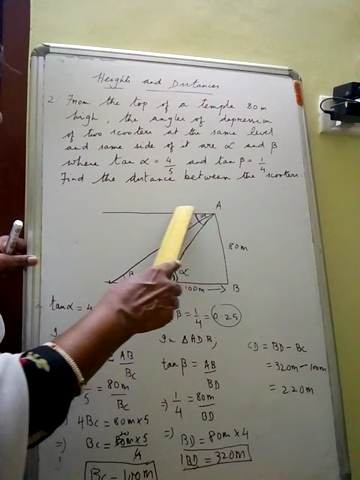 Heights and Distances
2 From the top of a temple 80m
high, the angles of depression
of two scooters at the same level
and same side of it are α and β
where tan α = 4/5 and tan β = 1/4
Find the distance between the scooters
A
80m
β
α
100m
B
tan α = 4
= 1/4 = 0.25
In Δ ADB,
CD = BD - BC
AB/BC
tan β = AB/BD
= 320m - 100m
= 220m
5 = 80m/BC
⇒ 1/4 = 80m/BD
4BC = 80m×5
⇒ BC = 80m×5/4
⇒ BD = 80m×4
BC = 100m
BD = 320m